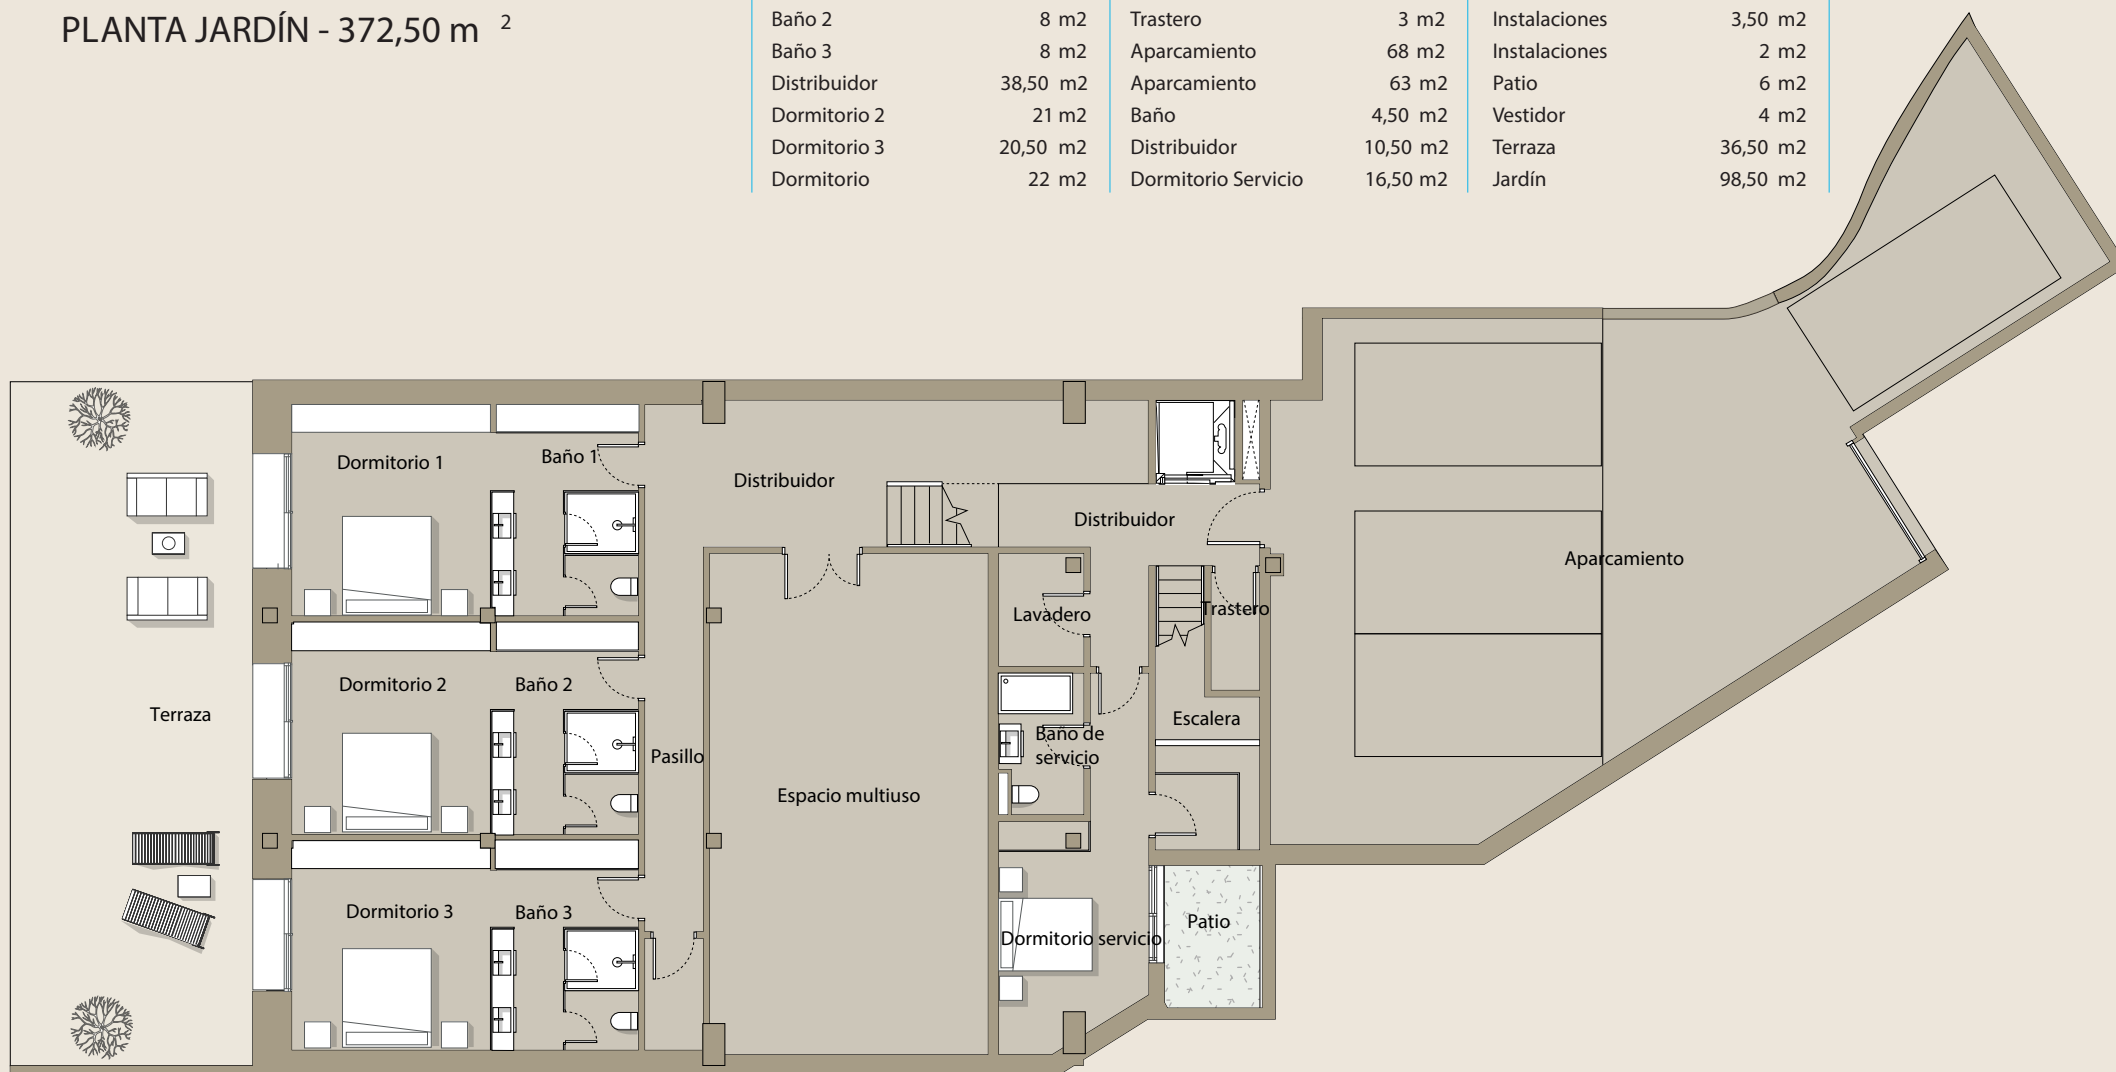 PLANTA JARDÍN - 372,50 m 2
Baño 2 8 m2
Baño 3 8 m2
Distribuidor 38,50 m2
Dormitorio 2 21 m2
Dormitorio 3 20,50 m2
Dormitorio 22 m2
Trastero 3 m2
Aparcamiento 68 m2
Aparcamiento 63 m2
Baño 4,50 m2
Distribuidor 10,50 m2
Dormitorio Servicio 16,50 m2
Instalaciones 3,50 m2
Instalaciones 2 m2
Patio 6 m2
Vestidor 4 m2
Terraza 36,50 m2
Jardín 98,50 m2
Dormitorio 1
Baño 1
Distribuidor
Distribuidor
Aparcamiento
Lavadero
Trastero
Dormitorio 2
Baño 2
Terraza
Pasillo
Escalera
Baño de
servicio
Espacio multiuso
Dormitorio 3
Baño 3
Dormitorio servicio
Patio